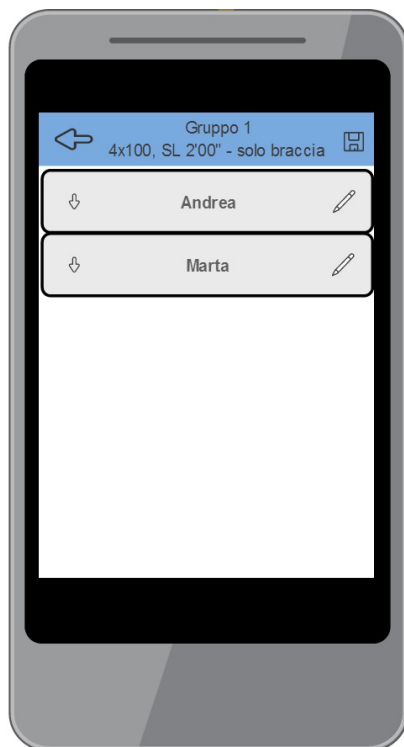 Gruppo 1
4x100, SL 2'00" - solo braccia
Andrea
Marta